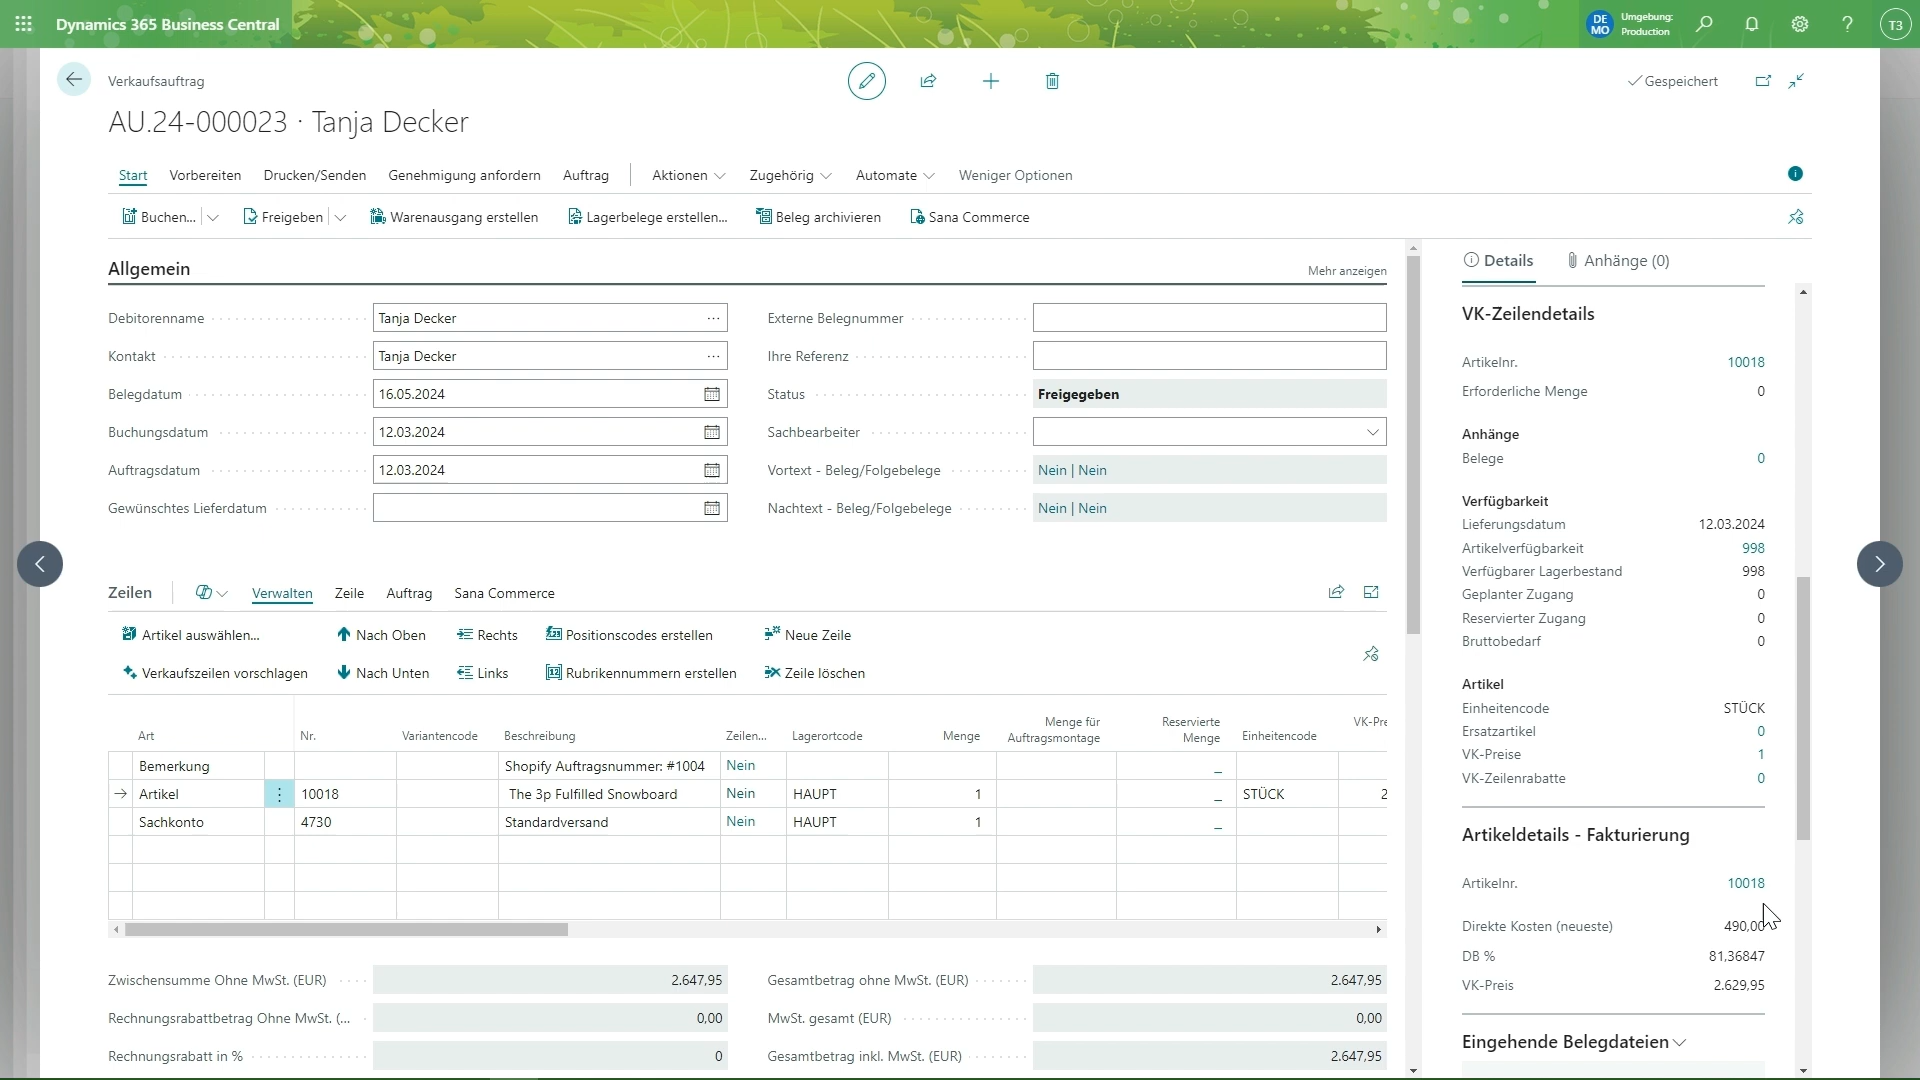 Dynamics 365 Business Central
DE
MO
Umgebung:
Production
T3
Verkaufsauftrag
Gespeichert
AU.24-000023 · Tanja Decker
Start Vorbereiten Drucken/Senden Genehmigung anfordern Auftrag Aktionen Zugehörig Automate Weniger Optionen
Buchen... Freigeben Warenausgang erstellen Lagerbelege erstellen... Beleg archivieren Sana Commerce
Allgemein
Mehr anzeigen
Debitorenname Tanja Decker
Kontakt Tanja Decker
Belegdatum 16.05.2024
Buchungsdatum 12.03.2024
Auftragsdatum 12.03.2024
Gewünschtes Lieferdatum
Externe Belegnummer
Ihre Referenz
Status Freigegeben
Sachbearbeiter
Vortext - Beleg/Folgebelege Nein | Nein
Nachtext - Beleg/Folgebelege Nein | Nein
Zeilen Verwalten Zeile Auftrag Sana Commerce
Artikel auswählen... Nach Oben Rechts Positionscodes erstellen Neue Zeile
Verkaufszeilen vorschlagen Nach Unten Links Rubrikennummern erstellen Zeile löschen
Art Nr. Variantencode Beschreibung Zeilen... Lagerortcode Menge Menge für Auftragsmontage Reservierte Menge Einheitencode VK-Pre
Bemerkung Shopify Auftragsnummer: #1004 Nein _
Artikel 10018 The 3p Fulfilled Snowboard Nein HAUPT 1 _ STÜCK 2
Sachkonto 4730 Standardversand Nein HAUPT 1 _
Zwischensumme Ohne MwSt. (EUR) 2.647,95
Rechnungsrabattbetrag Ohne MwSt. (... 0,00
Rechnungsrabatt in % 0
Gesamtbetrag ohne MwSt. (EUR) 2.647,95
MwSt. gesamt (EUR) 0,00
Gesamtbetrag inkl. MwSt. (EUR) 2.647,95
Details Anhänge (0)
VK-Zeilendetails
Artikelnr. 10018
Erforderliche Menge 0
Anhänge
Belege 0
Verfügbarkeit
Lieferungsdatum 12.03.2024
Artikelverfügbarkeit 998
Verfügbarer Lagerbestand 998
Geplanter Zugang 0
Reservierter Zugang 0
Bruttobedarf 0
Artikel
Einheitencode STÜCK
Ersatzartikel 0
VK-Preise 1
VK-Zeilenrabatte 0
Artikeldetails - Fakturierung
Artikelnr. 10018
Direkte Kosten (neueste) 490,00
DB % 81,36847
VK-Preis 2.629,95
Eingehende Belegdateien